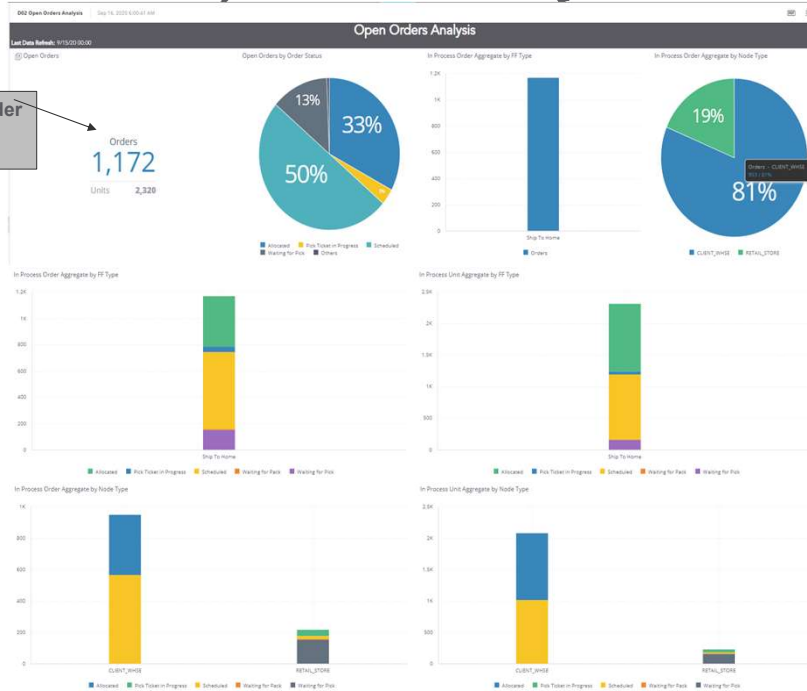 D02 Open Orders Analysis Sep 16, 2020 6:00:41 AM
Open Orders Analysis
Last Data Refresh: 9/15/20 00:00
Open Orders
Orders
1,172
Units 2,320
Open Orders by Order Status
13%
33%
50%
Allocated Pick Ticket in Progress Scheduled
Waiting for Pick Others
In Process Order Aggregate by FF Type
1.2K
1K
800
600
400
200
0
Ship To Home
Orders
In Process Order Aggregate by Node Type
19%
Orders - CLIENT_WHSE
81%
CLIENT_WHSE RETAIL_STORE
In Process Order Aggregate by FF Type
1.2K
1K
800
600
400
200
0
Ship To Home
Allocated Pick Ticket in Progress Scheduled Waiting for Pack Waiting for Pick
In Process Unit Aggregate by FF Type
2.5K
2K
1.5K
1K
500
0
Ship To Home
Allocated Pick Ticket in Progress Scheduled Waiting for Pack Waiting for Pick
In Process Order Aggregate by Node Type
1K
800
600
400
200
0
CLIENT_WHSE RETAIL_STORE
Allocated Pick Ticket in Progress Scheduled Waiting for Pack Waiting for Pick
In Process Unit Aggregate by Node Type
2.5K
2K
1.5K
1K
500
0
CLIENT_WHSE RETAIL_STORE
Allocated Pick Ticket in Progress Scheduled Waiting for Pack Waiting for Pick